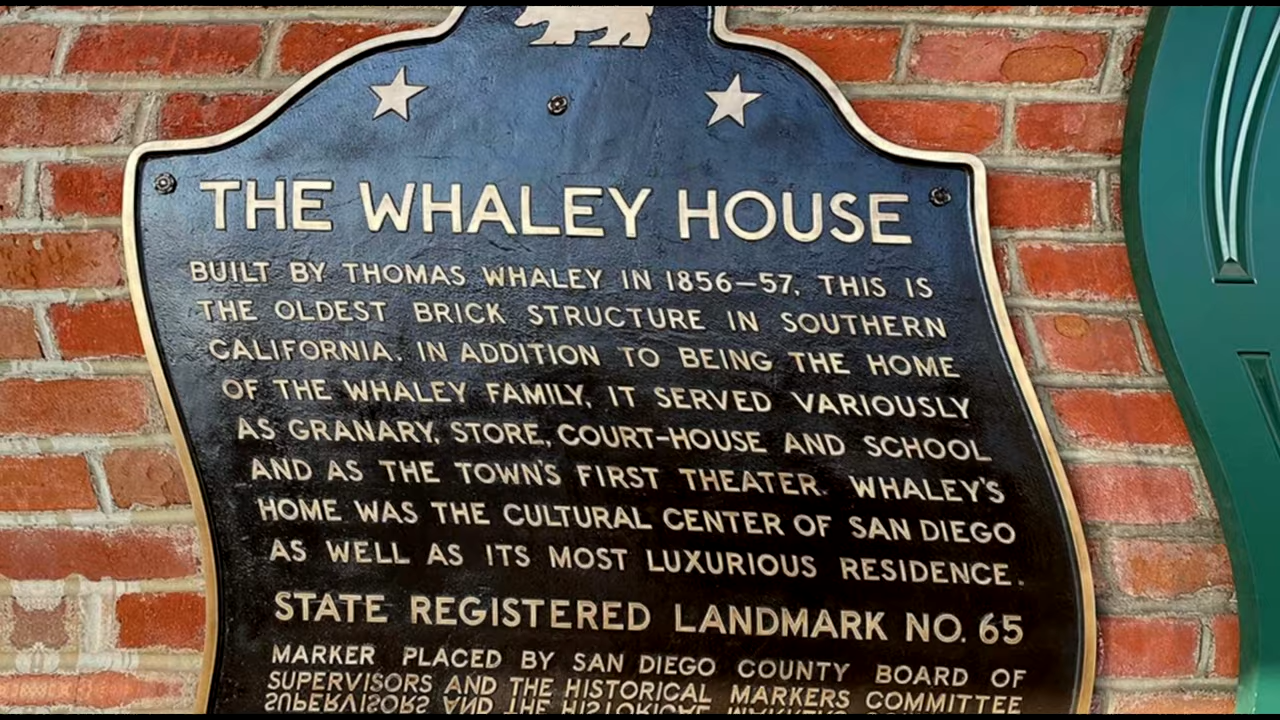 THE WHALEY HOUSE
BUILT BY THOMAS WHALEY IN 1856–57, THIS IS
THE OLDEST BRICK STRUCTURE IN SOUTHERN
CALIFORNIA. IN ADDITION TO BEING THE HOME
OF THE WHALEY FAMILY, IT SERVED VARIOUSLY
AS GRANARY, STORE, COURT-HOUSE AND SCHOOL
AND AS THE TOWN'S FIRST THEATER. WHALEY'S
HOME WAS THE CULTURAL CENTER OF SAN DIEGO
AS WELL AS ITS MOST LUXURIOUS RESIDENCE.
STATE REGISTERED LANDMARK NO. 65
MARKER PLACED BY SAN DIEGO COUNTY BOARD OF
SUPERVISORS AND THE HISTORICAL MARKERS COMMITTEE